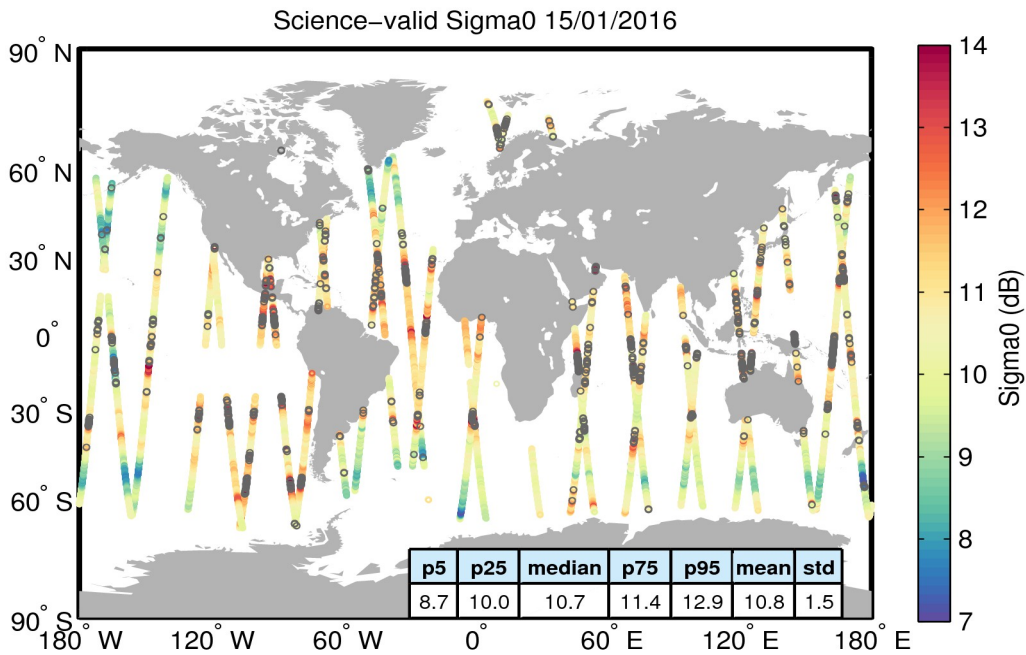 Science−valid Sigma0 15/01/2016
90° N
60° N
30° N
0°
30° S
60° S
90° S
180° W
120° W
60° W
0°
60° E
120° E
180° E
p5 p25 median p75 p95 mean std
8.7 10.0 10.7 11.4 12.9 10.8 1.5
14
13
12
11
10
9
8
7
Sigma0 (dB)